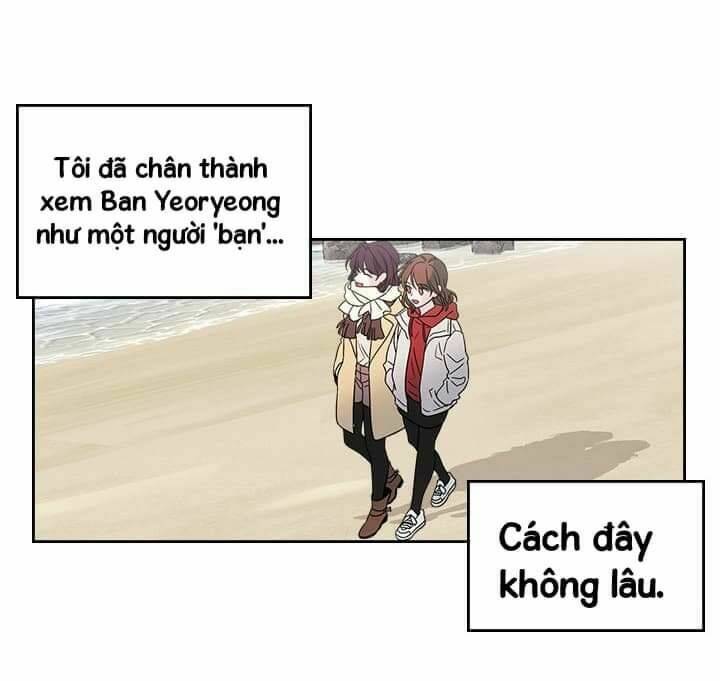 Tôi đã chân thành
xem Ban Yeoryeong
như một người 'bạn'...
Cách đây
không lâu.